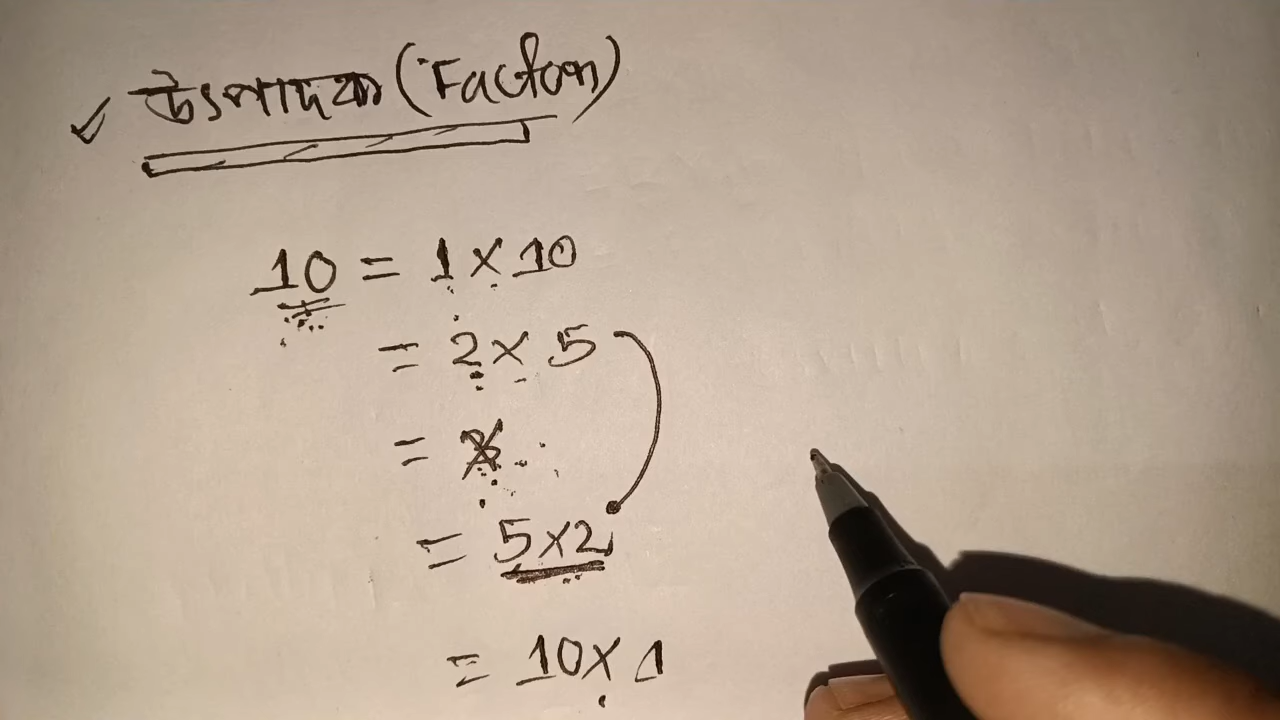 উৎপাদক (Factor)
10 = 1 × 10
= 2 × 5
=
= 5×2
= 10 × 1